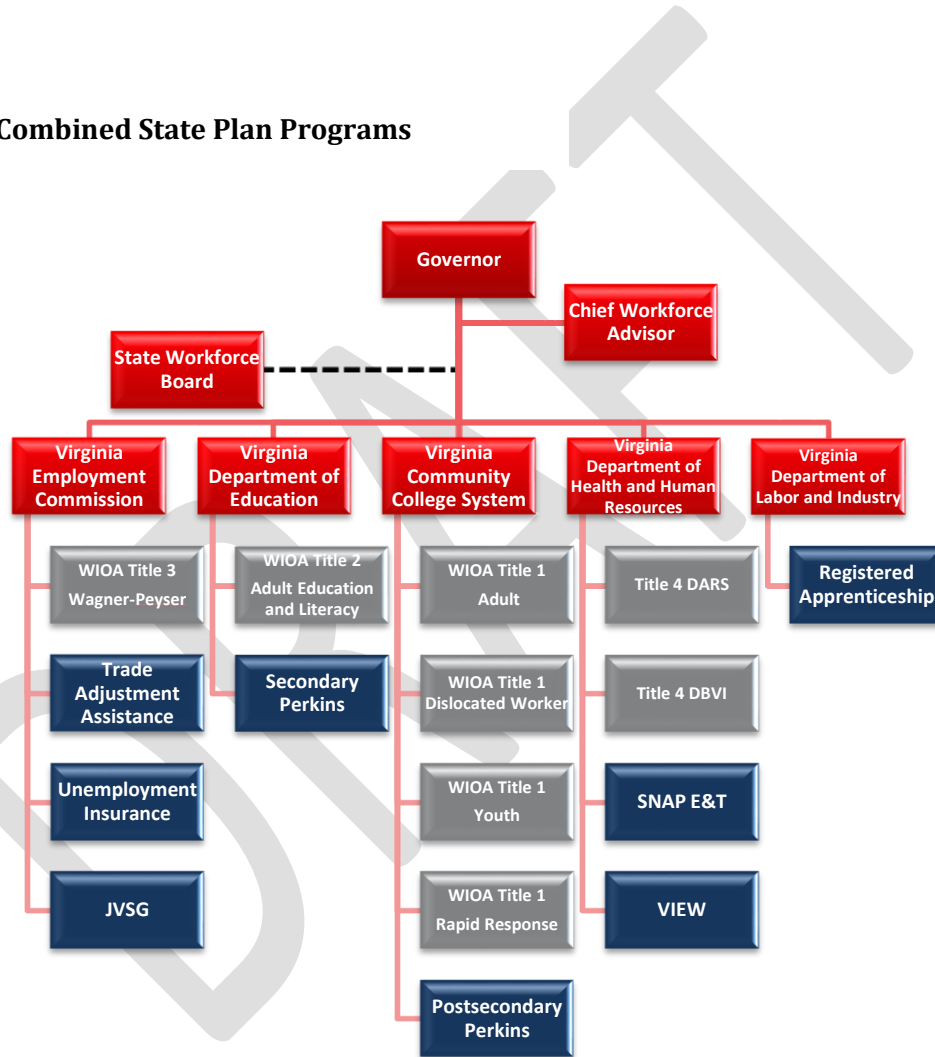 Combined State Plan Programs
Governor
Chief Workforce
Advisor
State Workforce
Board
Virginia
Employment
Commission
Virginia
Department of
Education
Virginia
Community
College System
Virginia
Department of
Health and Human
Resources
Virginia
Department of
Labor and Industry
WIOA Title 3
Wagner-Peyser
WIOA Title 2
Adult Education
and Literacy
WIOA Title 1
Adult
Title 4 DARS
Registered
Apprenticeship
Trade
Adjustment
Assistance
Secondary
Perkins
WIOA Title 1
Dislocated Worker
Title 4 DBVI
Unemployment
Insurance
WIOA Title 1
Youth
SNAP E&T
JVSG
WIOA Title 1
Rapid Response
VIEW
Postsecondary
Perkins
DRAFT